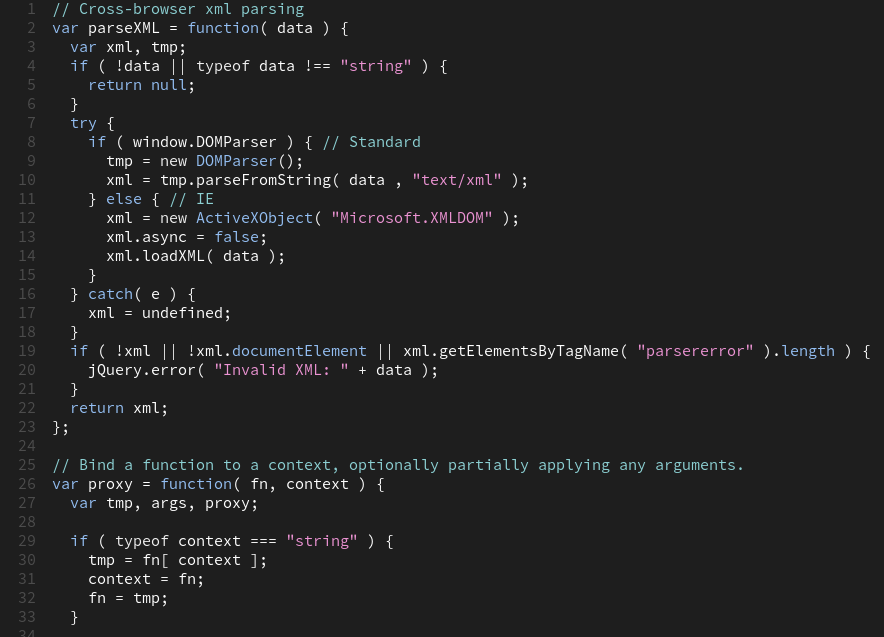 1 // Cross-browser xml parsing
2 var parseXML = function( data ) {
3   var xml, tmp;
4   if ( !data || typeof data !== "string" ) {
5     return null;
6   }
7   try {
8     if ( window.DOMParser ) { // Standard
9       tmp = new DOMParser();
10       xml = tmp.parseFromString( data , "text/xml" );
11     } else { // IE
12       xml = new ActiveXObject( "Microsoft.XMLDOM" );
13       xml.async = false;
14       xml.loadXML( data );
15     }
16   } catch( e ) {
17     xml = undefined;
18   }
19   if ( !xml || !xml.documentElement || xml.getElementsByTagName( "parsererror" ).length ) {
20     jQuery.error( "Invalid XML: " + data );
21   }
22   return xml;
23 };
24
25 // Bind a function to a context, optionally partially applying any arguments.
26 var proxy = function( fn, context ) {
27   var tmp, args, proxy;
28
29   if ( typeof context === "string" ) {
30     tmp = fn[ context ];
31     context = fn;
32     fn = tmp;
33   }
34